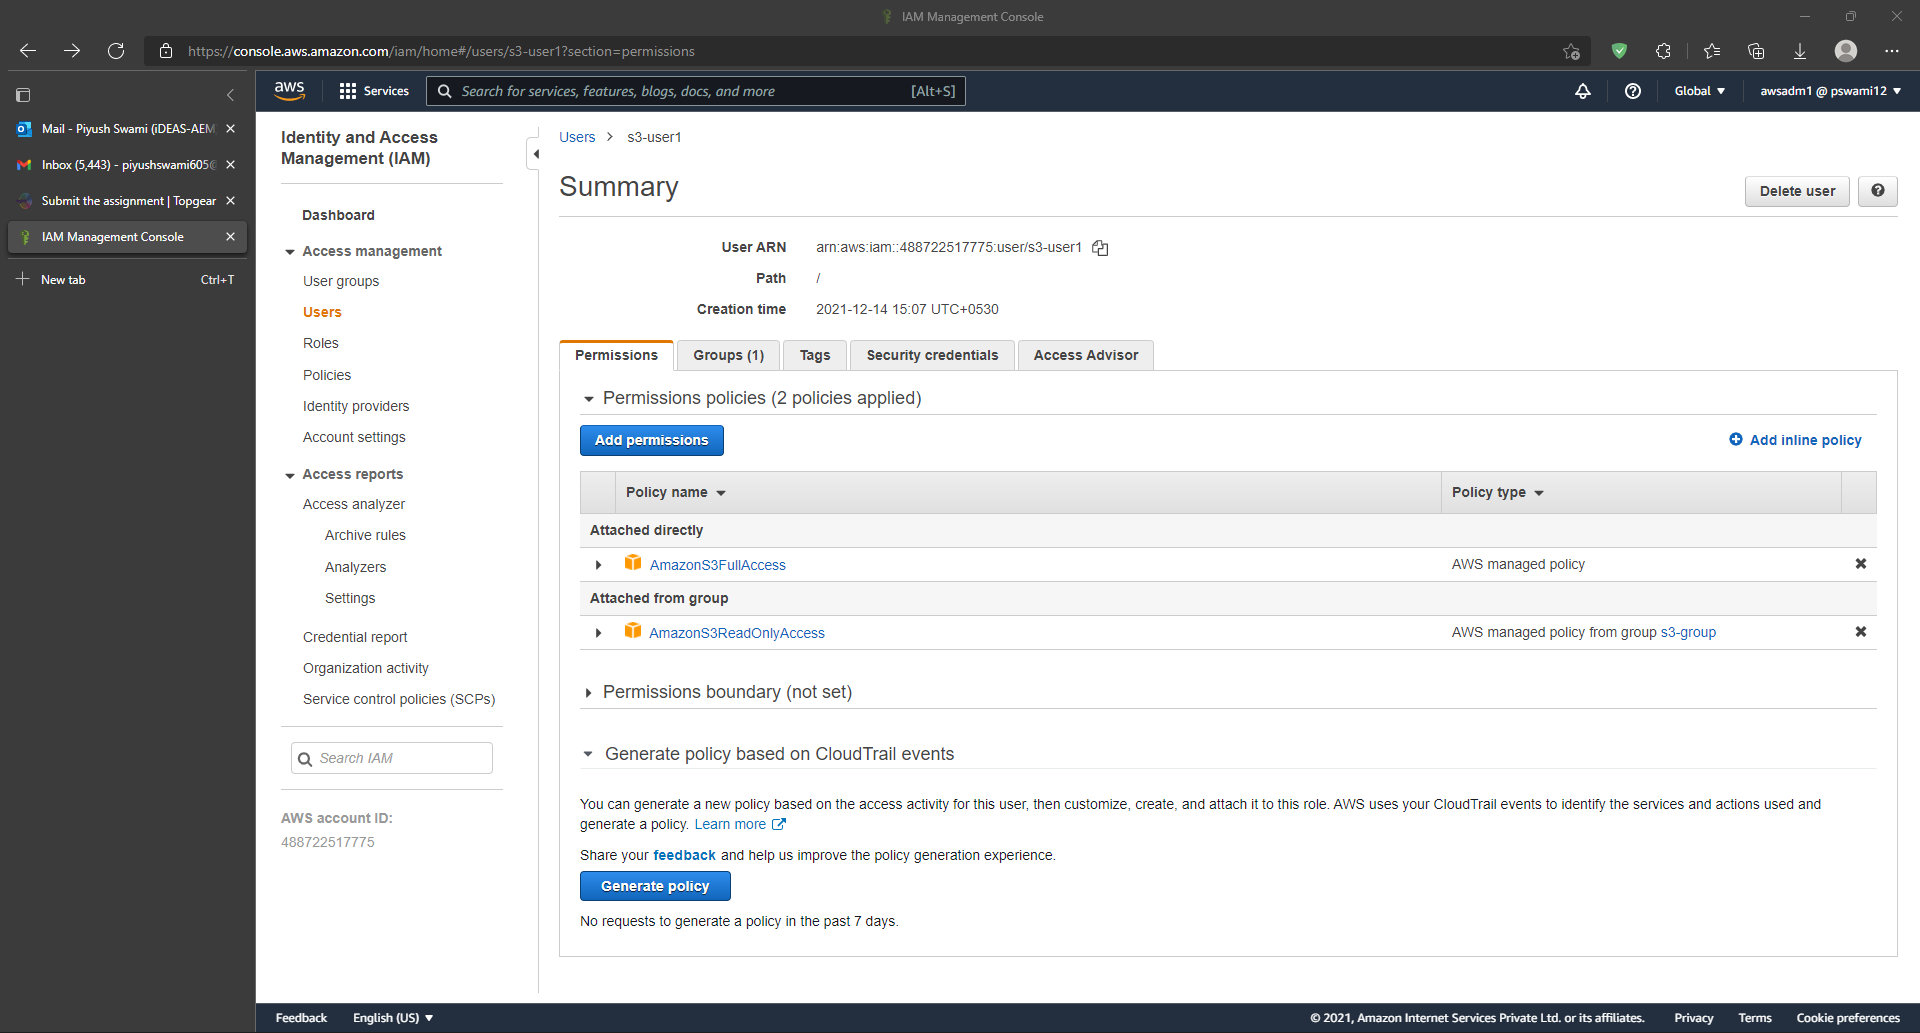 IAM Management Console
https://console.aws.amazon.com/iam/home#/users/s3-user1?section=permissions
Mail - Piyush Swami (iDEAS-AEM
Inbox (5,443) - piyushswami605@
Submit the assignment | Topgear
IAM Management Console
New tab Ctrl+T
aws Services Search for services, features, blogs, docs, and more [Alt+S] Global awsadm1 @ pswami12
Identity and Access
Management (IAM)
Dashboard
Access management
User groups
Users
Roles
Policies
Identity providers
Account settings
Access reports
Access analyzer
Archive rules
Analyzers
Settings
Credential report
Organization activity
Service control policies (SCPs)
Search IAM
AWS account ID:
488722517775
Users > s3-user1
Summary
Delete user
User ARN arn:aws:iam::488722517775:user/s3-user1
Path /
Creation time 2021-12-14 15:07 UTC+0530
Permissions Groups (1) Tags Security credentials Access Advisor
Permissions policies (2 policies applied)
Add permissions Add inline policy
Policy name Policy type
Attached directly
AmazonS3FullAccess AWS managed policy
Attached from group
AmazonS3ReadOnlyAccess AWS managed policy from group s3-group
Permissions boundary (not set)
Generate policy based on CloudTrail events
You can generate a new policy based on the access activity for this user, then customize, create, and attach it to this role. AWS uses your CloudTrail events to identify the services and actions used and
generate a policy. Learn more
Share your feedback and help us improve the policy generation experience.
Generate policy
No requests to generate a policy in the past 7 days.
Feedback English (US) © 2021, Amazon Internet Services Private Ltd. or its affiliates. Privacy Terms Cookie preferences